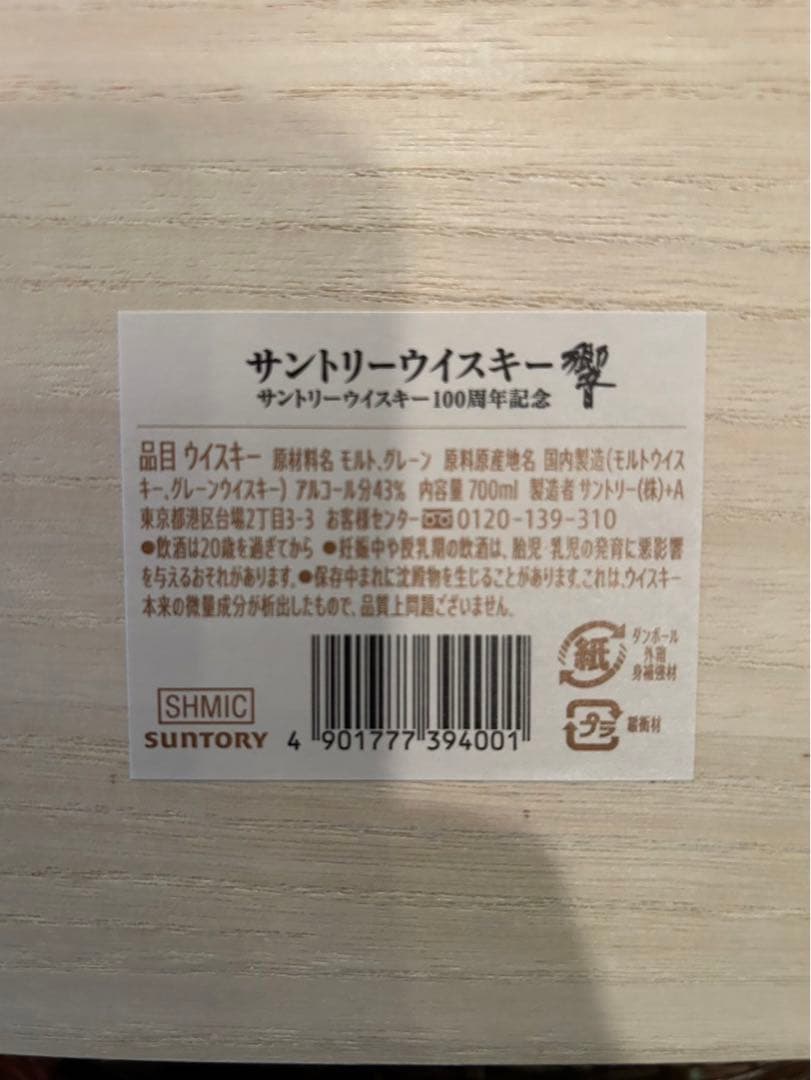 サントリーウイスキー 響
サントリーウイスキー100周年記念
品目 ウイスキー 原材料名 モルト、グレーン 原料原産地名 国内製造(モルトウイス
キー、グレーンウイスキー) アルコール分43% 内容量 700ml 製造者 サントリー(株)+A
東京都港区台場2丁目3-3 お客様センター 0120-139-310
●飲酒は20歳を過ぎてから ●妊娠中や授乳期の飲酒は、胎児・乳児の発育に悪影響
を与えるおそれがあります。●保存中まれに沈殿物を生じることがあります。これは、ウイスキー
本来の微量成分が析出したもので、品質上問題ございません。
紙
ダンボール
外箱
身補強材
プラ
緩衝材
SHMIC
SUNTORY
4 901777 394001